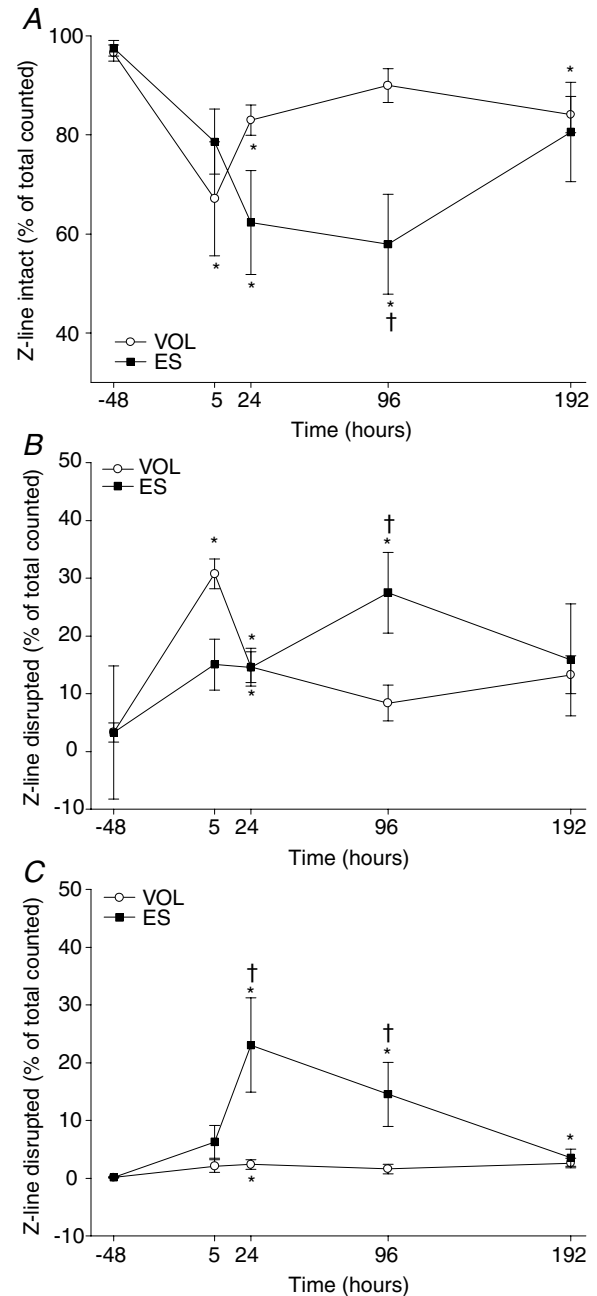 A
Z-line intact (% of total counted)
100
80
60
40
*
*
*
*
*
†
VOL
ES
-48 5 24 96 192
Time (hours)
B
Z-line disrupted (% of total counted)
50
40
30
20
10
0
-10
VOL
ES
*
*
*
†
*
-48 5 24 96 192
Time (hours)
C
Z-line disrupted (% of total counted)
50
40
30
20
10
0
-10
VOL
ES
†
*
*
†
*
*
-48 5 24 96 192
Time (hours)